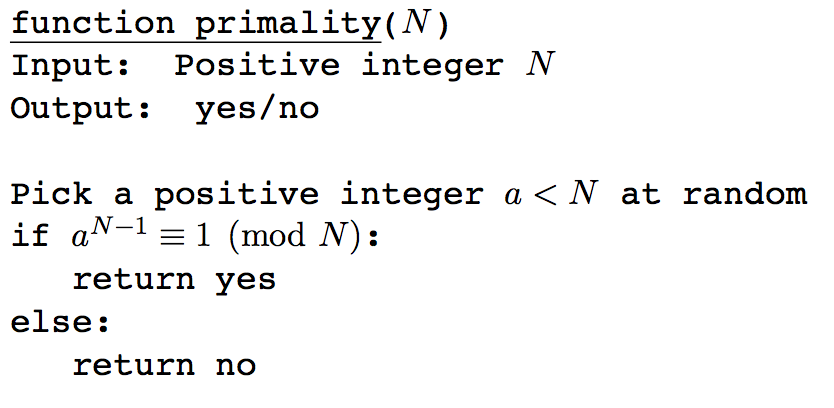 function primality(N)
Input: Positive integer N
Output: yes/no
Pick a positive integer a < N at random
if a^{N−1} ≡ 1 (mod N):
return yes
else:
return no